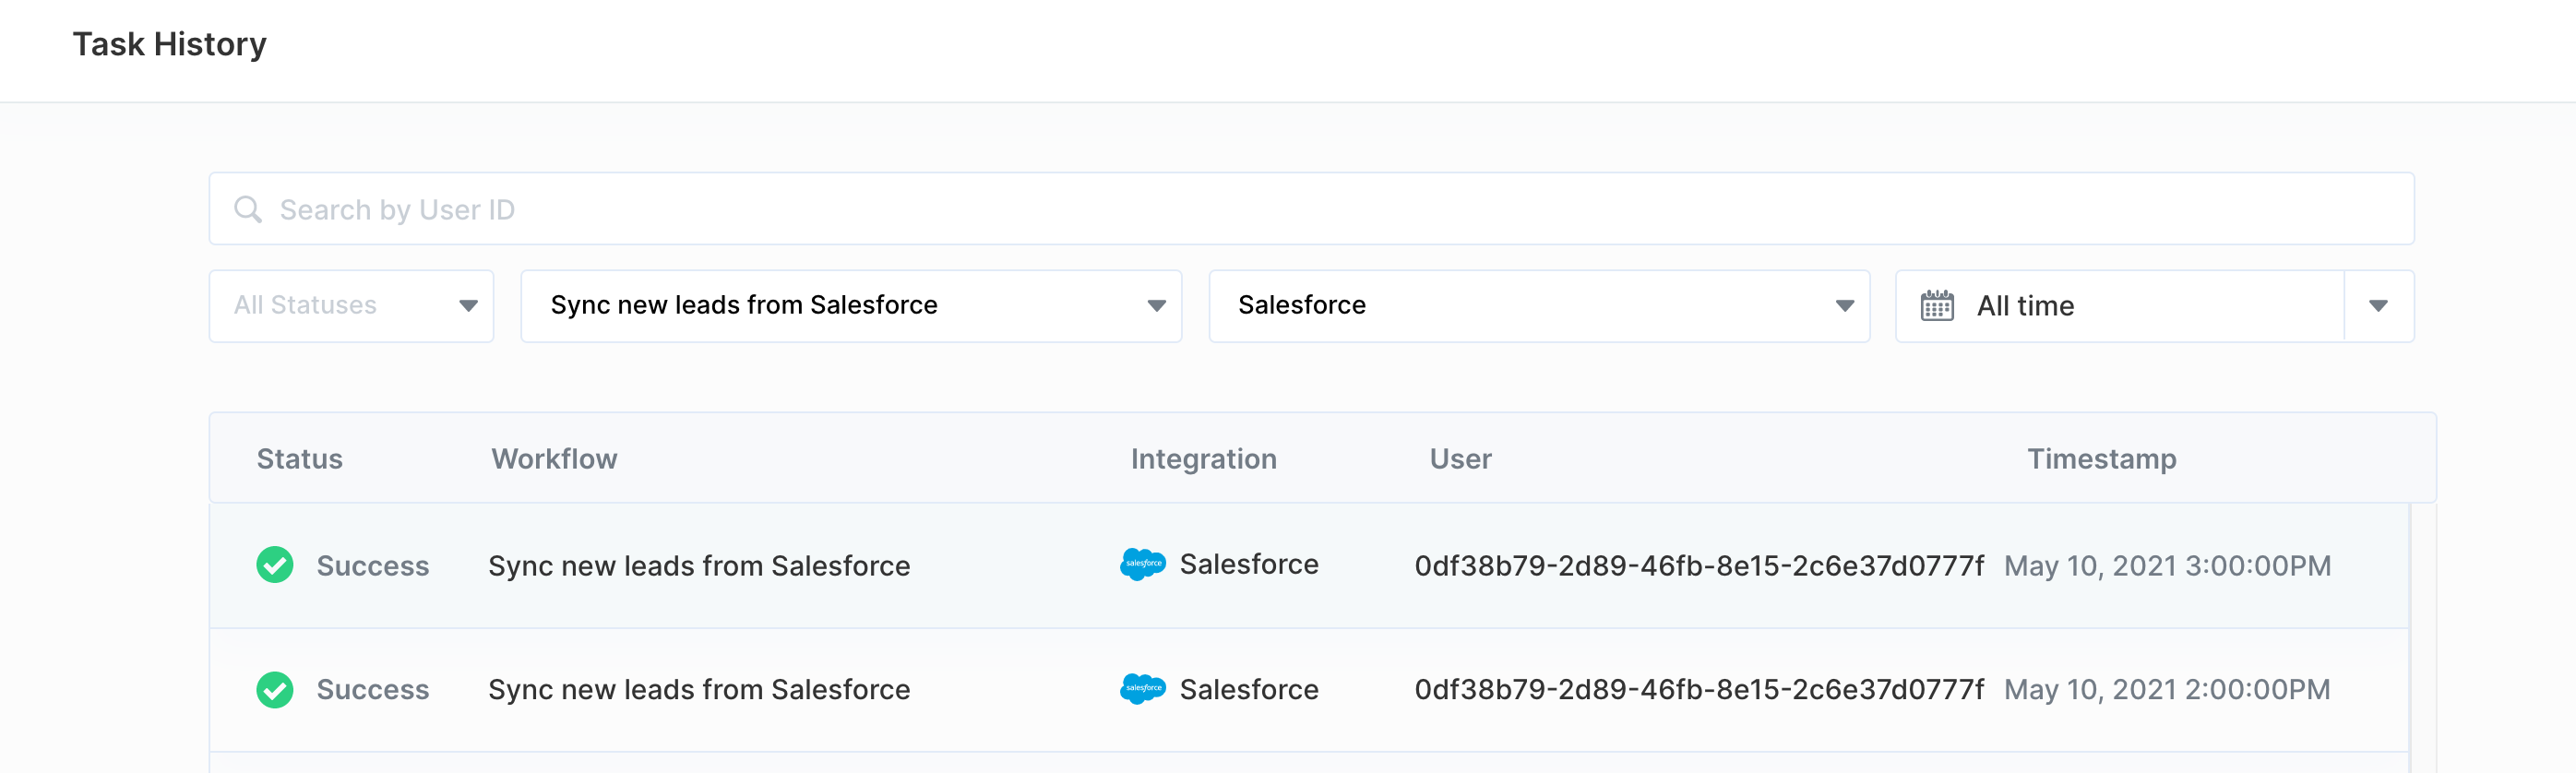 Task History
Search by User ID
All Statuses Sync new leads from Salesforce Salesforce All time
Status Workflow Integration User Timestamp
Success Sync new leads from Salesforce salesforce Salesforce 0df38b79-2d89-46fb-8e15-2c6e37d0777f May 10, 2021 3:00:00PM
Success Sync new leads from Salesforce salesforce Salesforce 0df38b79-2d89-46fb-8e15-2c6e37d0777f May 10, 2021 2:00:00PM